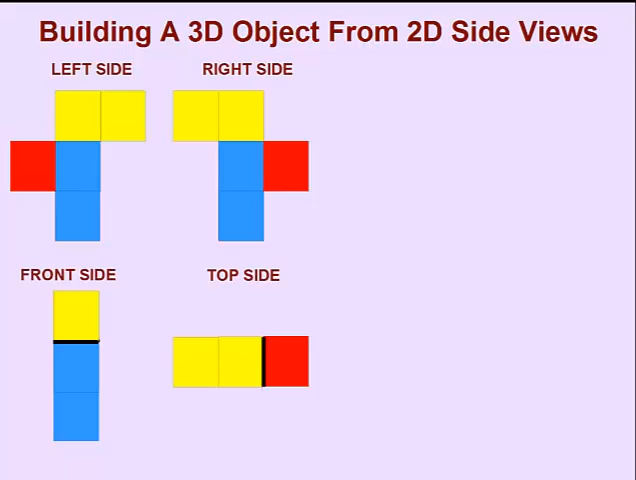 Building A 3D Object From 2D Side Views
LEFT SIDE
RIGHT SIDE
FRONT SIDE
TOP SIDE